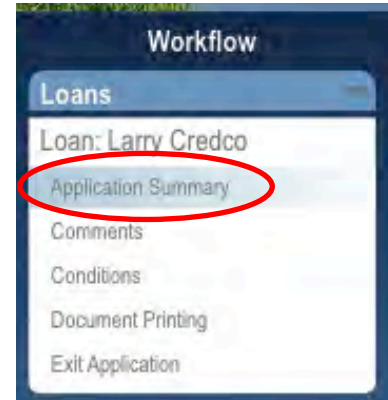 Workflow
Loans
Loan: Larry Credco
Application Summary
Comments
Conditions
Document Printing
Exit Application